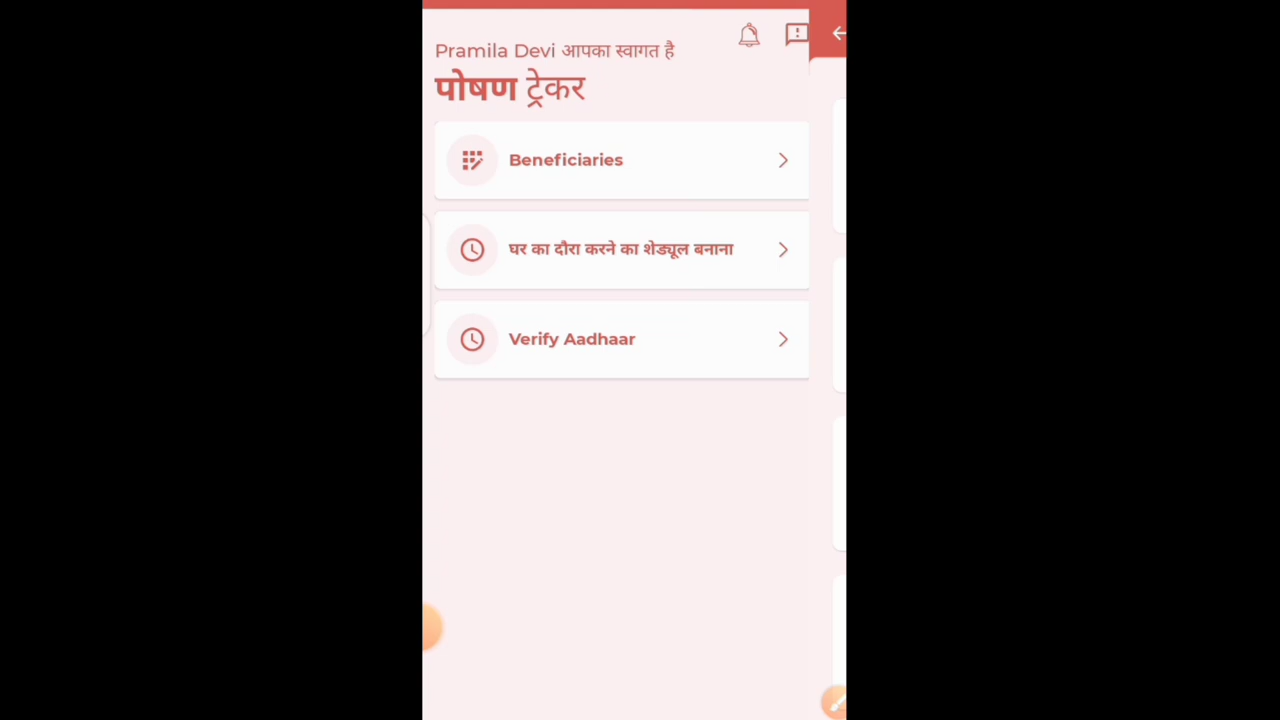 Pramila Devi आपका स्वागत है
पोषण ट्रेकर
Beneficiaries
घर का दौरा करने का शेड्यूल बनाना
Verify Aadhaar